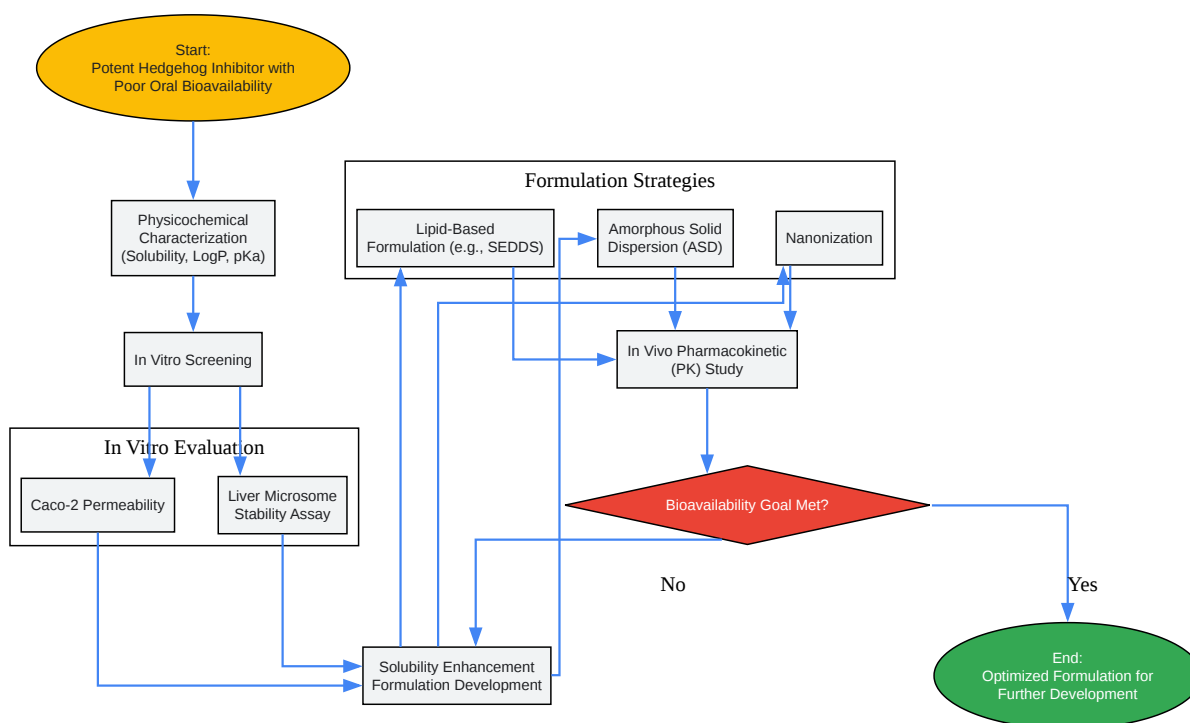 Start:
Potent Hedgehog Inhibitor with
Poor Oral Bioavailability
Physicochemical
Characterization
(Solubility, LogP, pKa)
In Vitro Screening
In Vitro Evaluation
Caco-2 Permeability
Liver Microsome
Stability Assay
Formulation Strategies
Lipid-Based
Formulation (e.g., SEDDS)
Amorphous Solid
Dispersion (ASD)
Nanonization
In Vivo Pharmacokinetic
(PK) Study
Bioavailability Goal Met?
No
Yes
Solubility Enhancement
Formulation Development
End:
Optimized Formulation for
Further Development